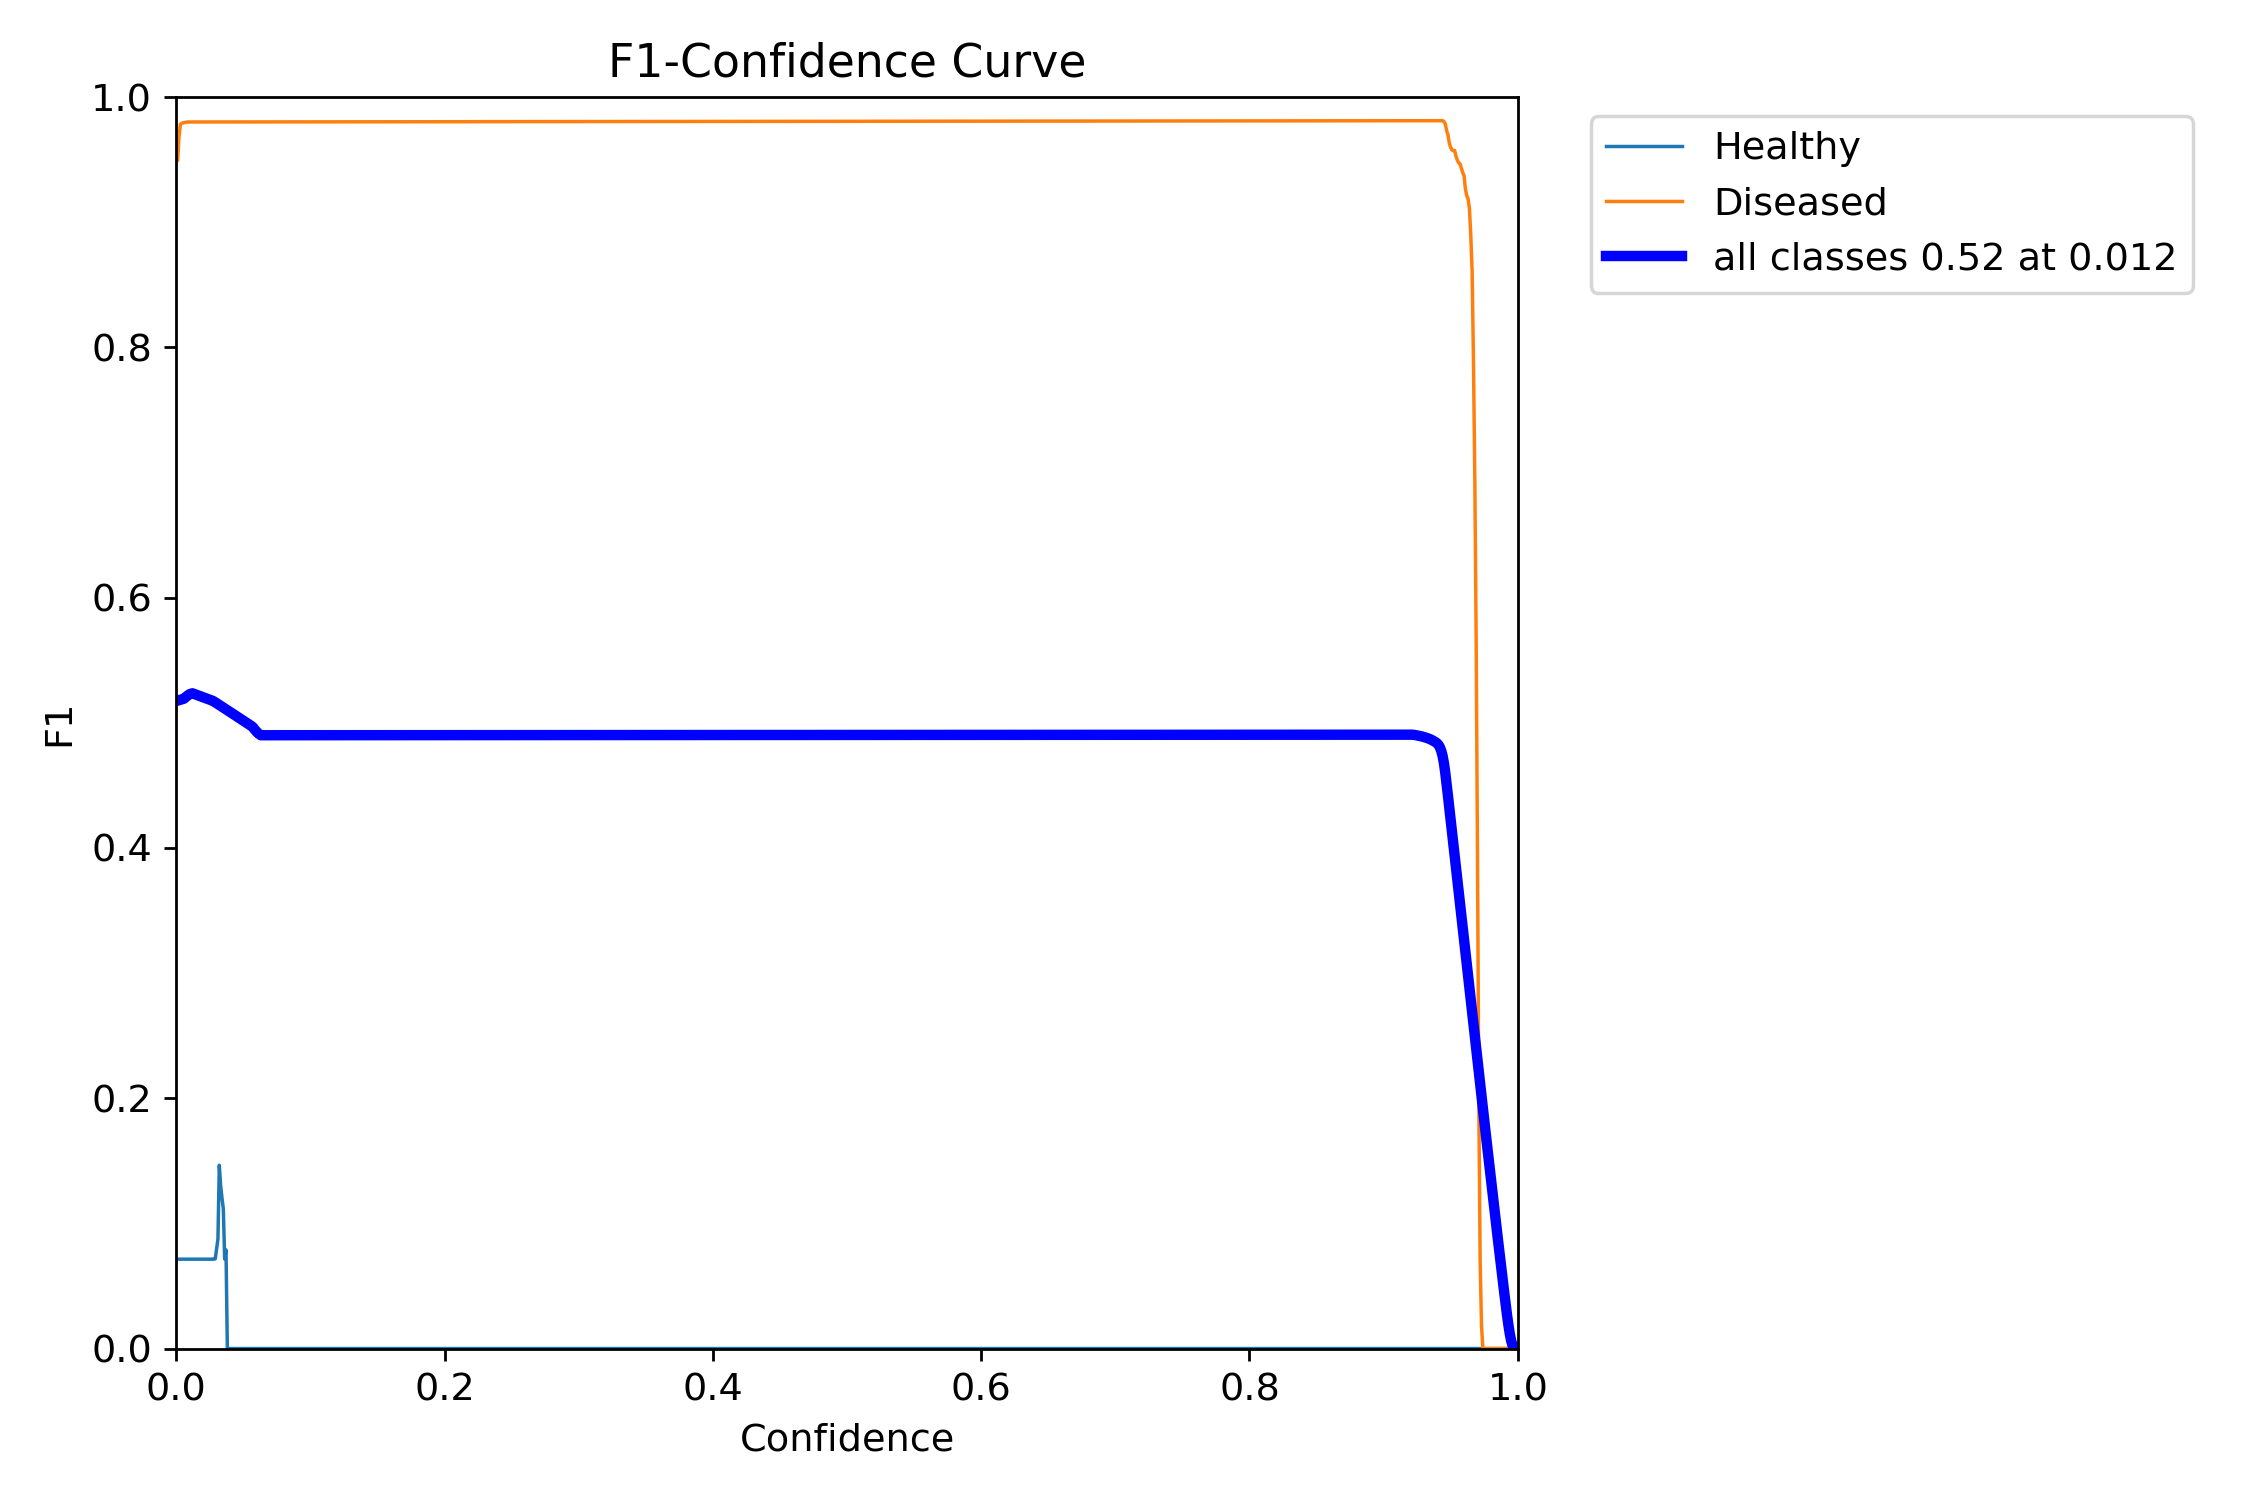 F1-Confidence Curve
1.0
0.8
0.6
0.4
0.2
0.0
F1
0.0 0.2 0.4 0.6 0.8 1.0
Confidence
Healthy
Diseased
all classes 0.52 at 0.012